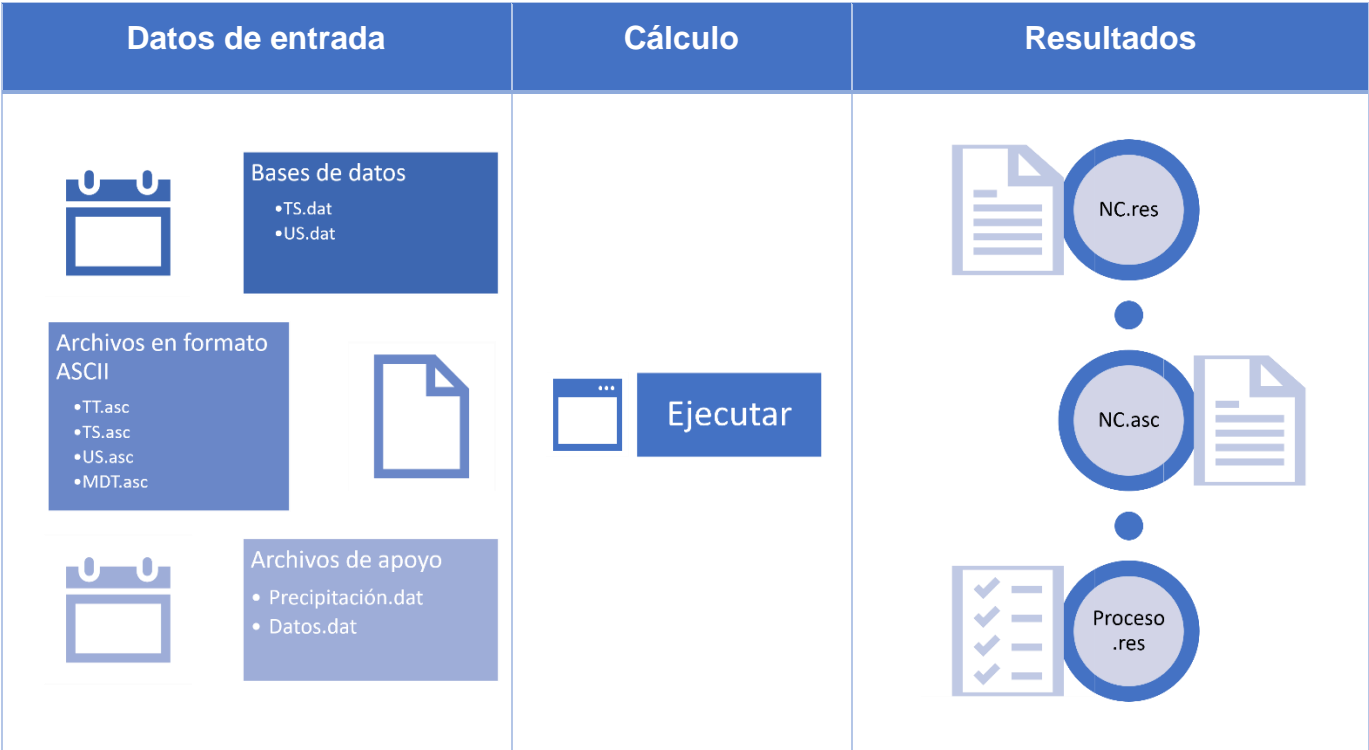 Datos de entrada
Cálculo
Resultados
Bases de datos
•TS.dat
•US.dat
Archivos en formato
ASCII
•TT.asc
•TS.asc
•US.asc
•MDT.asc
Archivos de apoyo
• Precipitación.dat
• Datos.dat
Ejecutar
NC.res
NC.asc
Proceso
.res